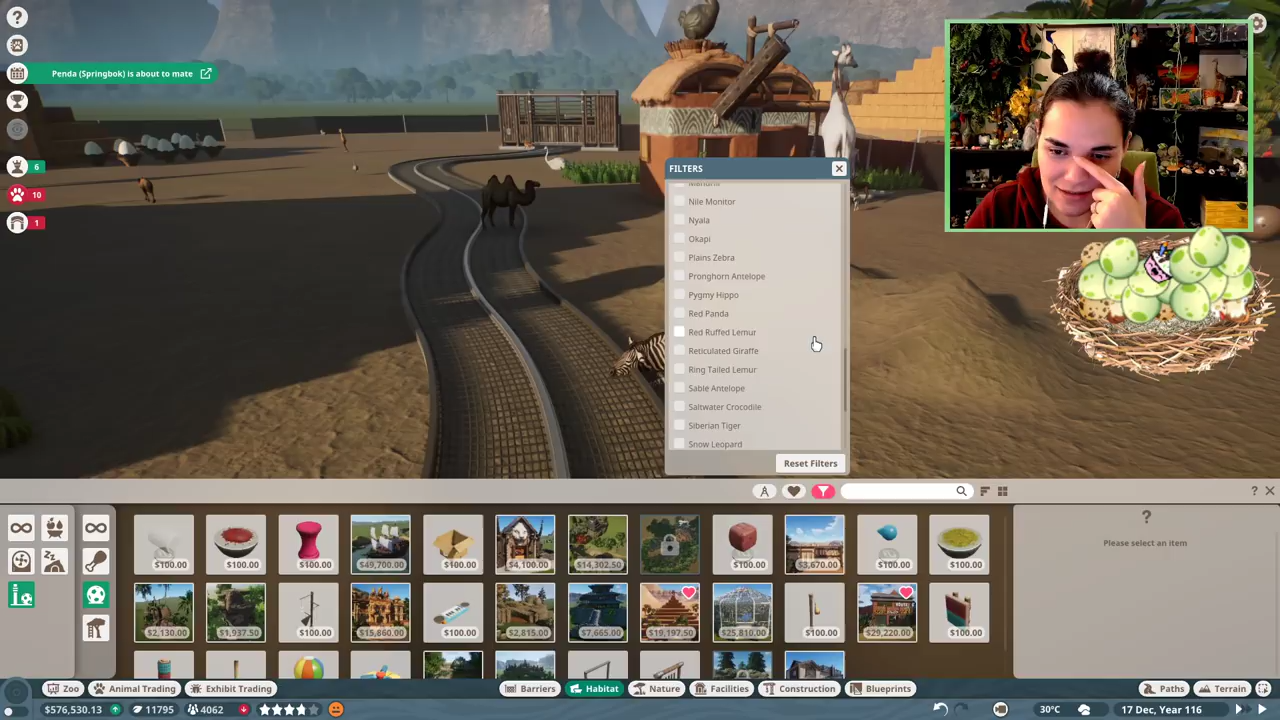 ?
Penda (Springbok) is about to mate
6
10
1
FILTERS
Nile Monitor
Nyala
Okapi
Plains Zebra
Pronghorn Antelope
Pygmy Hippo
Red Panda
Red Ruffed Lemur
Reticulated Giraffe
Ring Tailed Lemur
Sable Antelope
Saltwater Crocodile
Siberian Tiger
Snow Leopard
Reset Filters
?
?
Please select an item
$100.00 $100.00 $100.00 $49,700.00 $100.00 $4,100.00 $14,302.50 $100.00 $3,670.00 $100.00 $100.00
$2,130.00 $1,937.50 $100.00 $15,860.00 $100.00 $2,815.00 $7,665.00 $19,197.50 $25,810.00 $100.00 $29,220.00 $100.00
Zoo Animal Trading Exhibit Trading Barriers Habitat Nature Facilities Construction Blueprints Paths Terrain
$576,530.13 11795 4062 30°C 17 Dec, Year 116